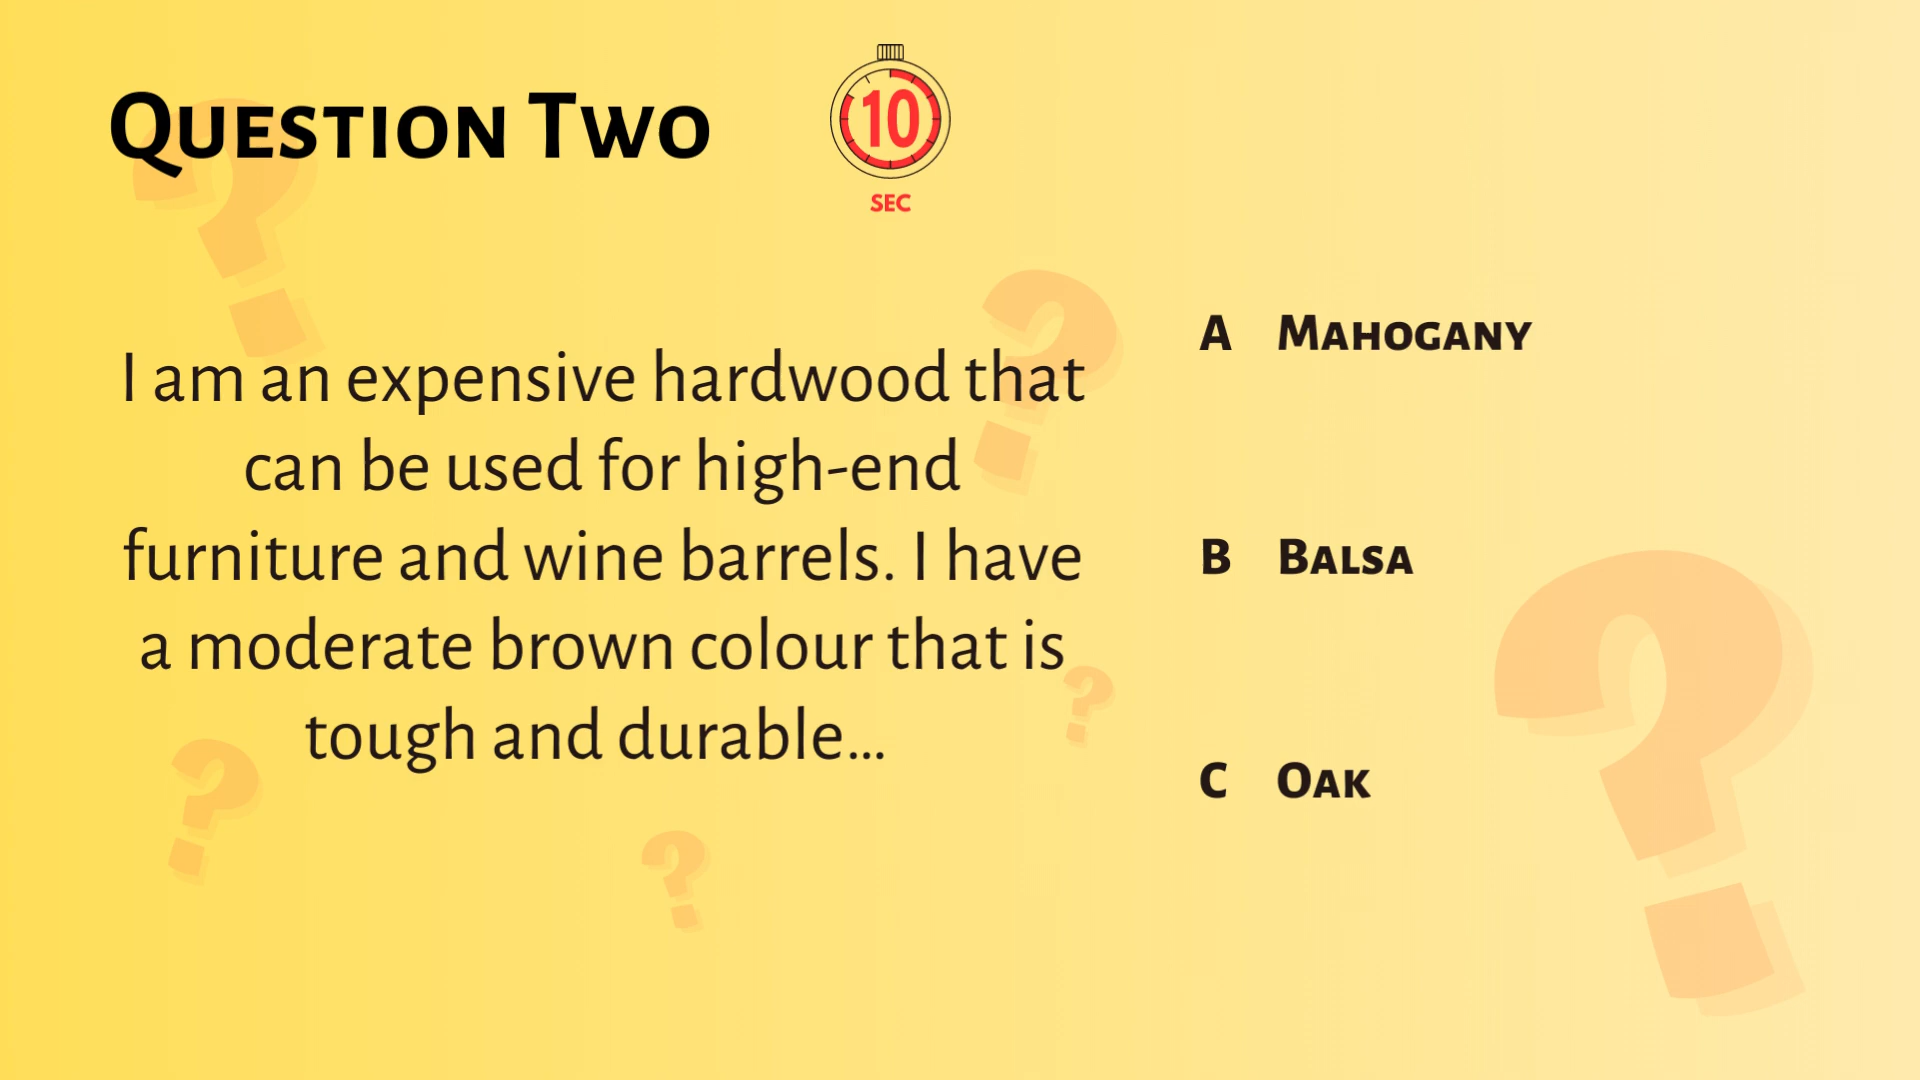 Question Two
10
SEC
I am an expensive hardwood that
can be used for high-end
furniture and wine barrels. I have
a moderate brown colour that is
tough and durable...
A Mahogany
B Balsa
C Oak